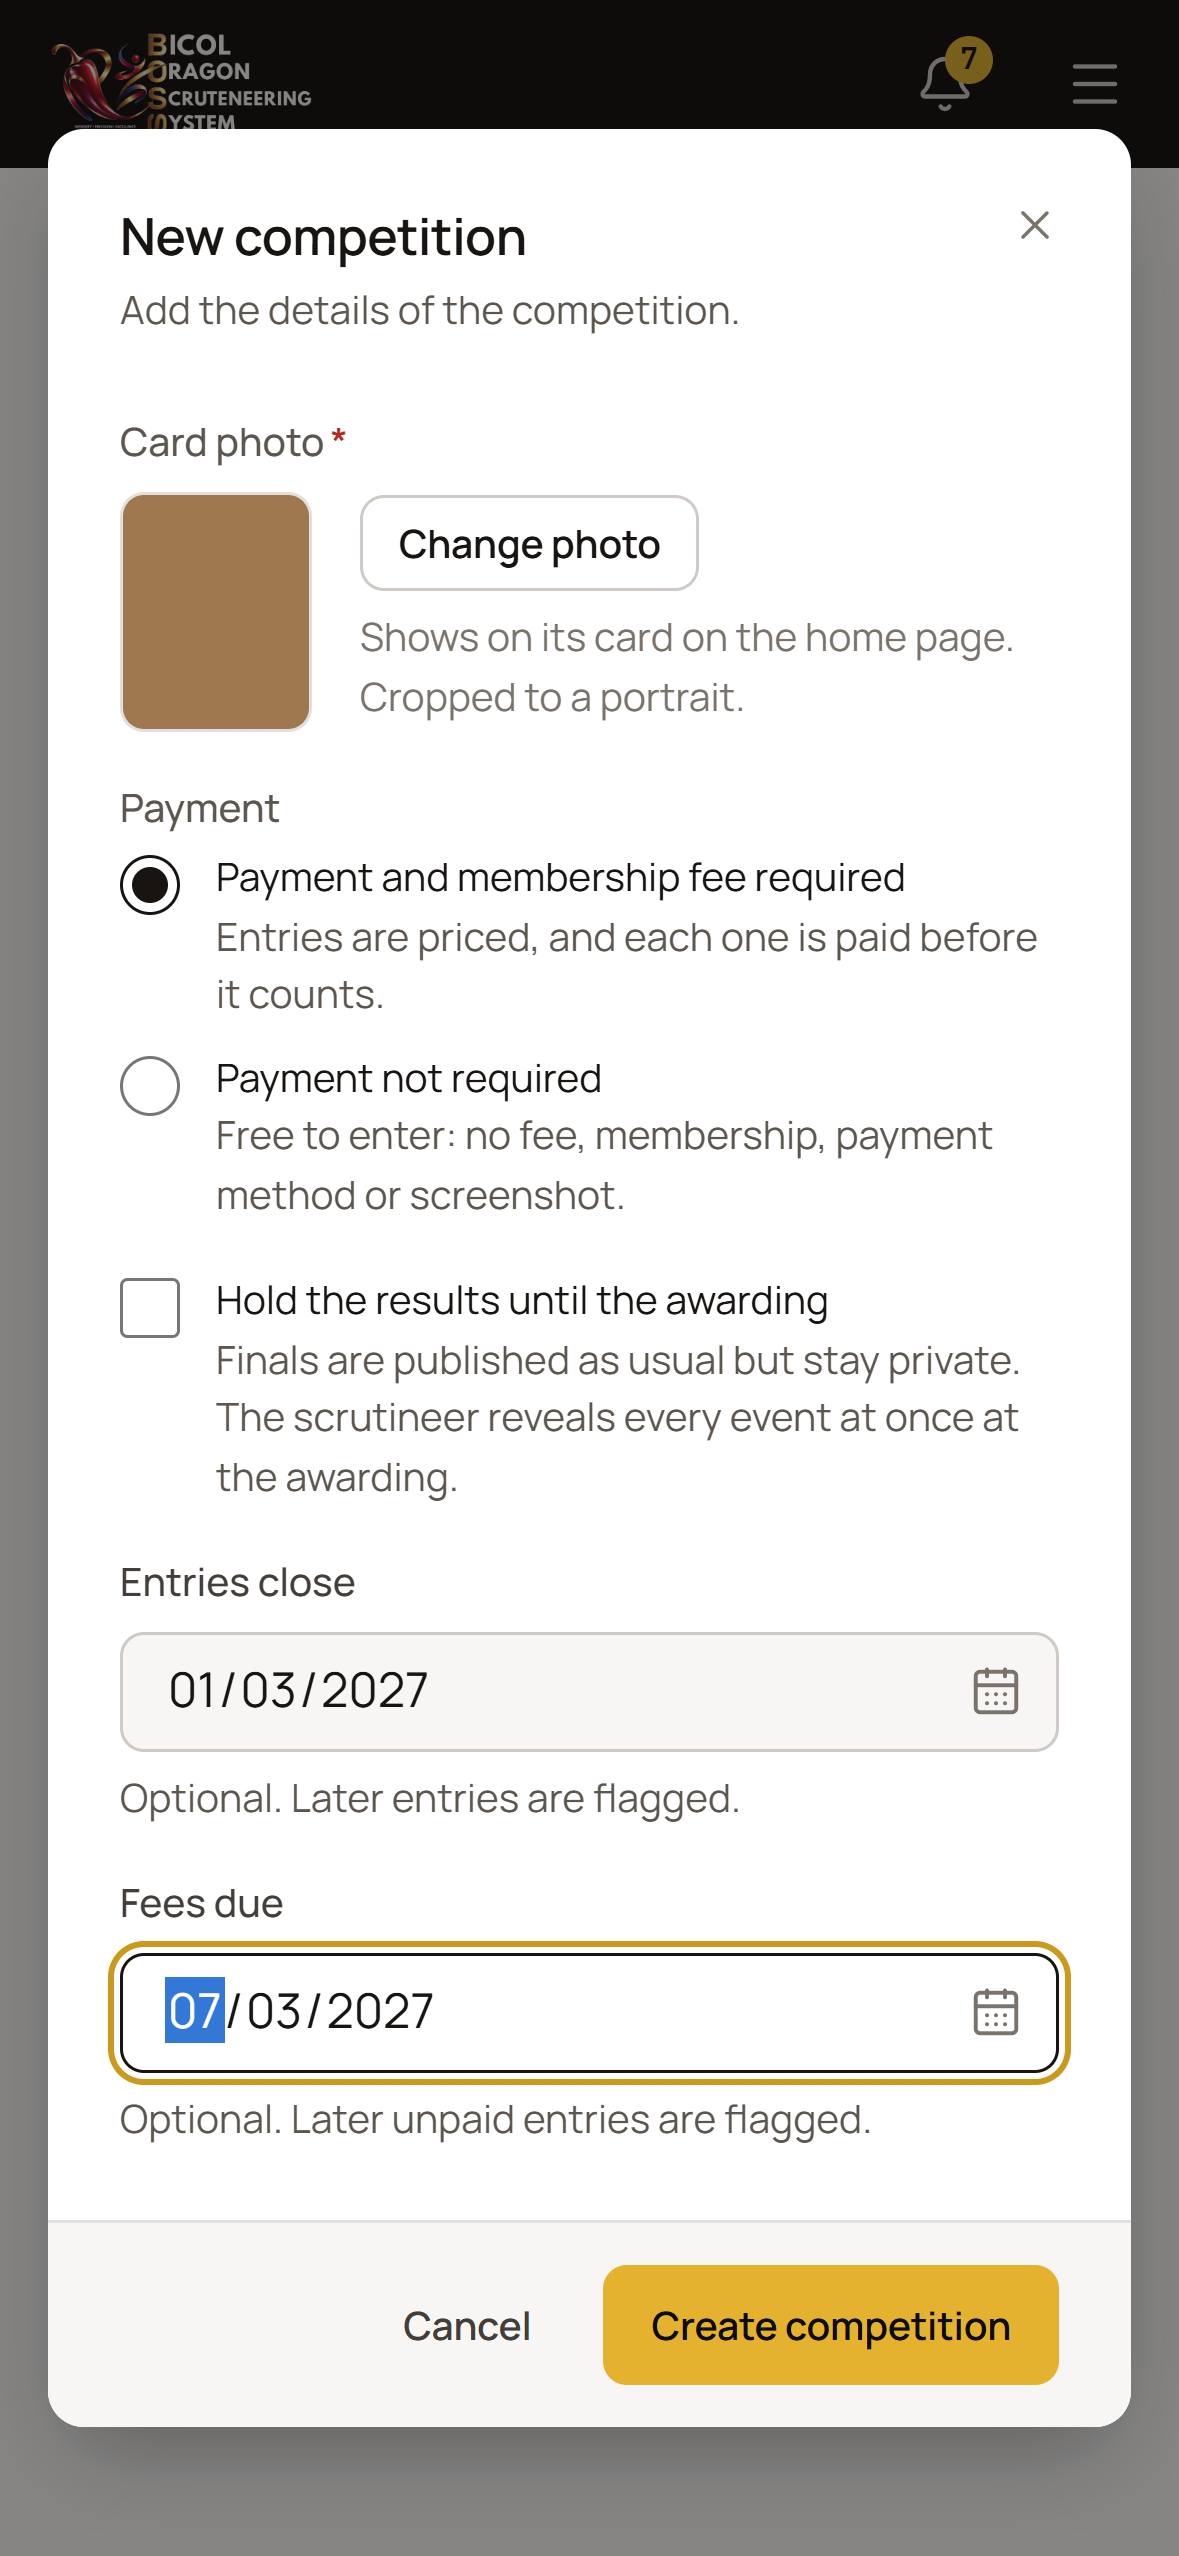 BICOL
DRAGON
SCRUTENEERING
SYSTEM
7
New competition
Add the details of the competition.
Card photo *
Change photo
Shows on its card on the home page.
Cropped to a portrait.
Payment
Payment and membership fee required
Entries are priced, and each one is paid before
it counts.
Payment not required
Free to enter: no fee, membership, payment
method or screenshot.
Hold the results until the awarding
Finals are published as usual but stay private.
The scrutineer reveals every event at once at
the awarding.
Entries close
01/03/2027
Optional. Later entries are flagged.
Fees due
07/03/2027
Optional. Later unpaid entries are flagged.
Cancel
Create competition